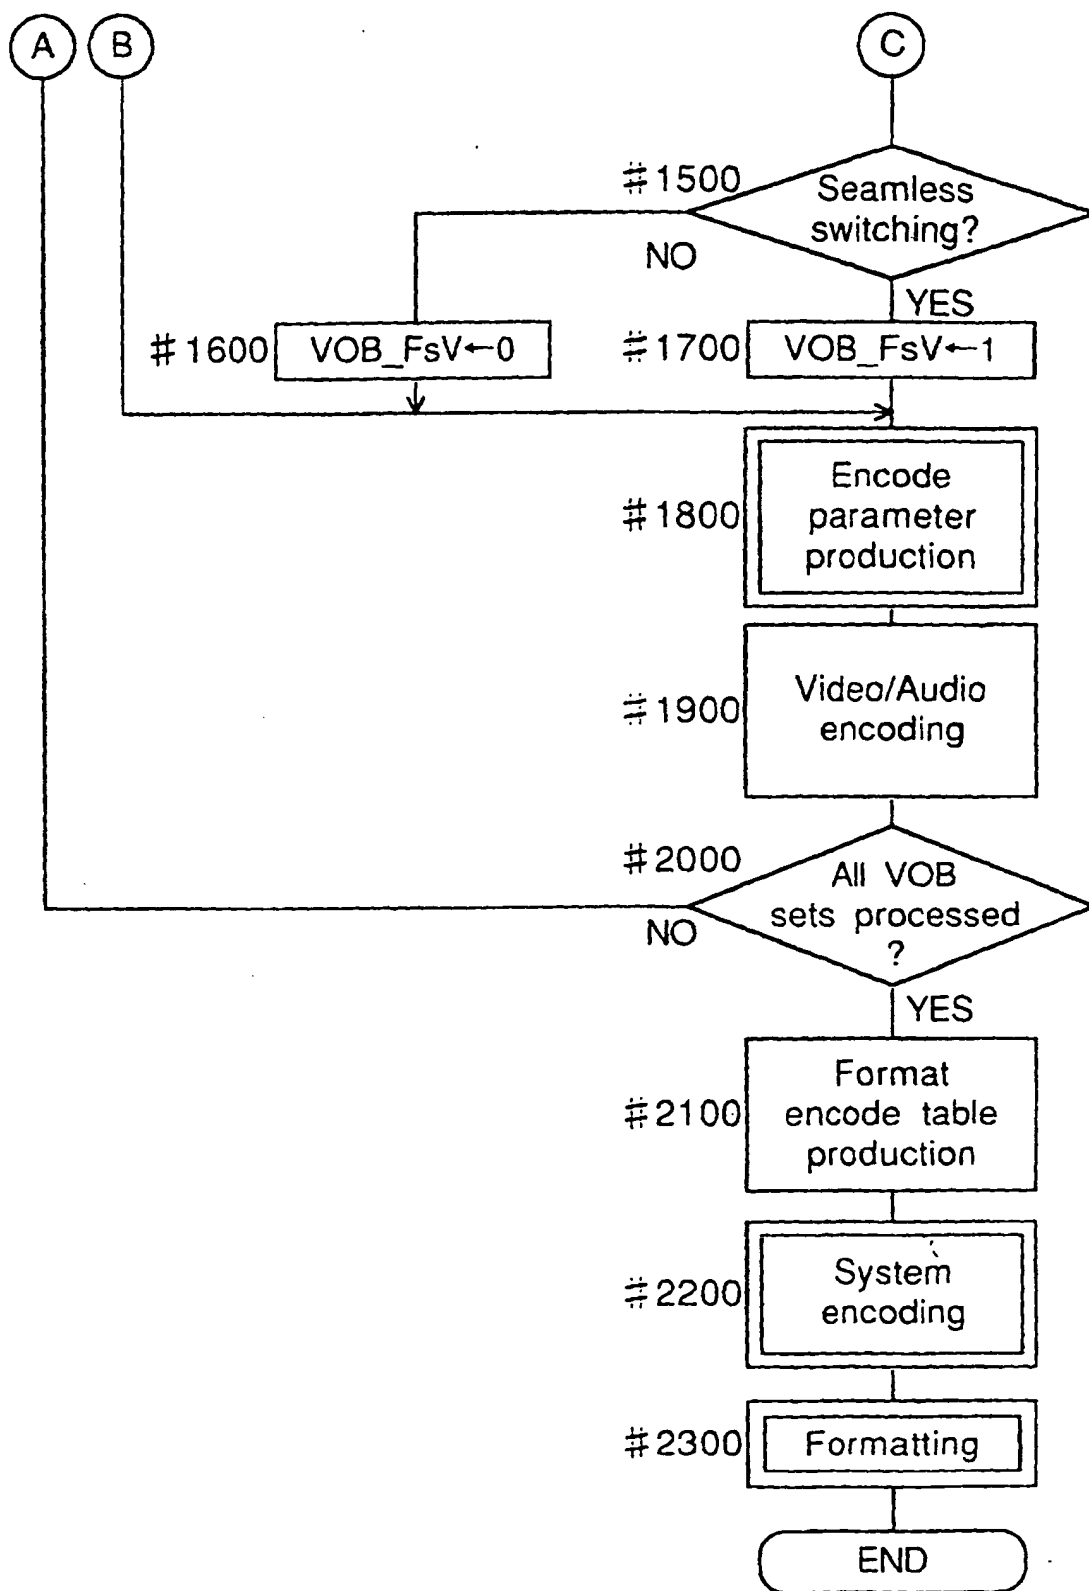 A B C
#1500
Seamless
switching?
NO
YES
#1600 VOB_FsV←0
#1700 VOB_FsV←1
#1800
Encode
parameter
production
#1900
Video/Audio
encoding
#2000
All VOB
sets processed
?
NO
YES
#2100
Format
encode table
production
#2200
System
encoding
#2300 Formatting
END